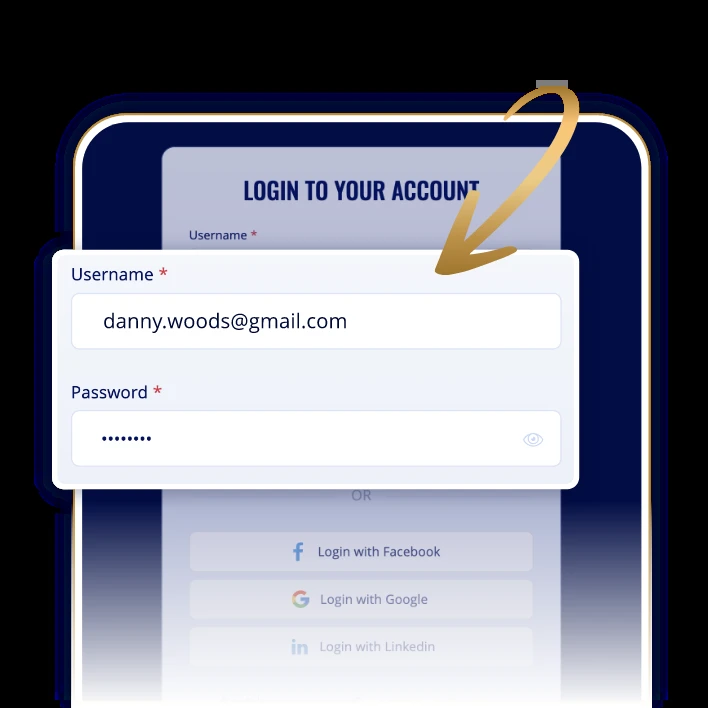 LOGIN TO YOUR ACCOUNT
Username *
Username *
danny.woods@gmail.com
Password *
••••••••
OR
Login with Facebook
Login with Google
Login with Linkedin